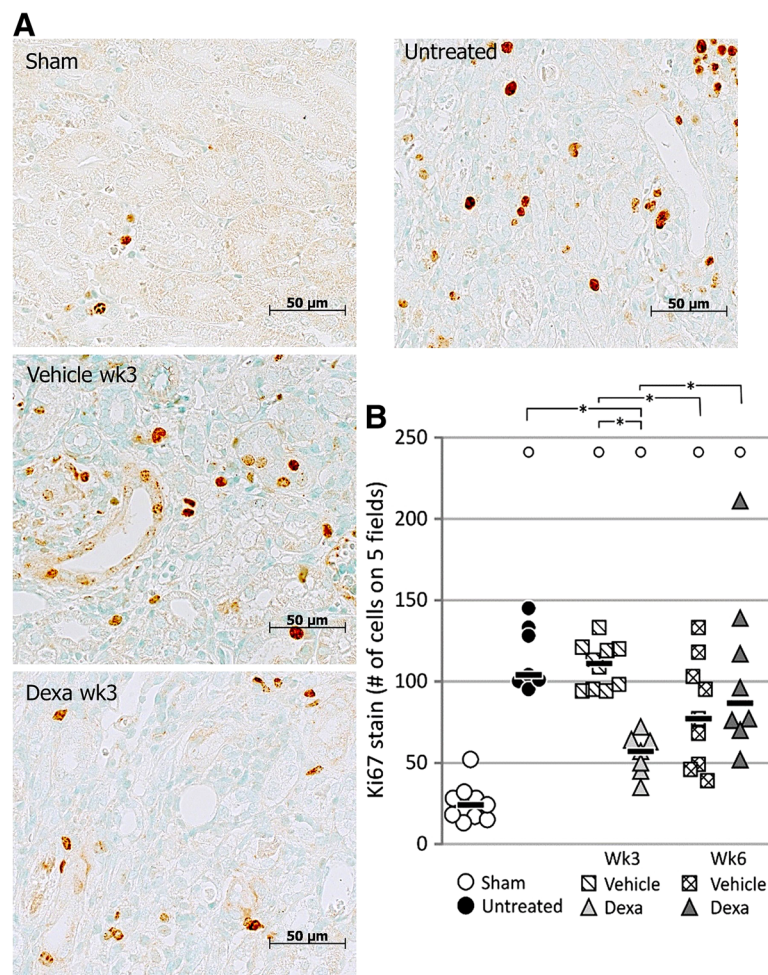 A
Sham
50 µm
Untreated
50 µm
Vehicle wk3
50 µm
Dexa wk3
50 µm
B
* * * *
Ki67 stain (# of cells on 5 fields)
250
200
150
100
50
0
Wk3 Wk6
Sham Vehicle Vehicle
Untreated Dexa Dexa